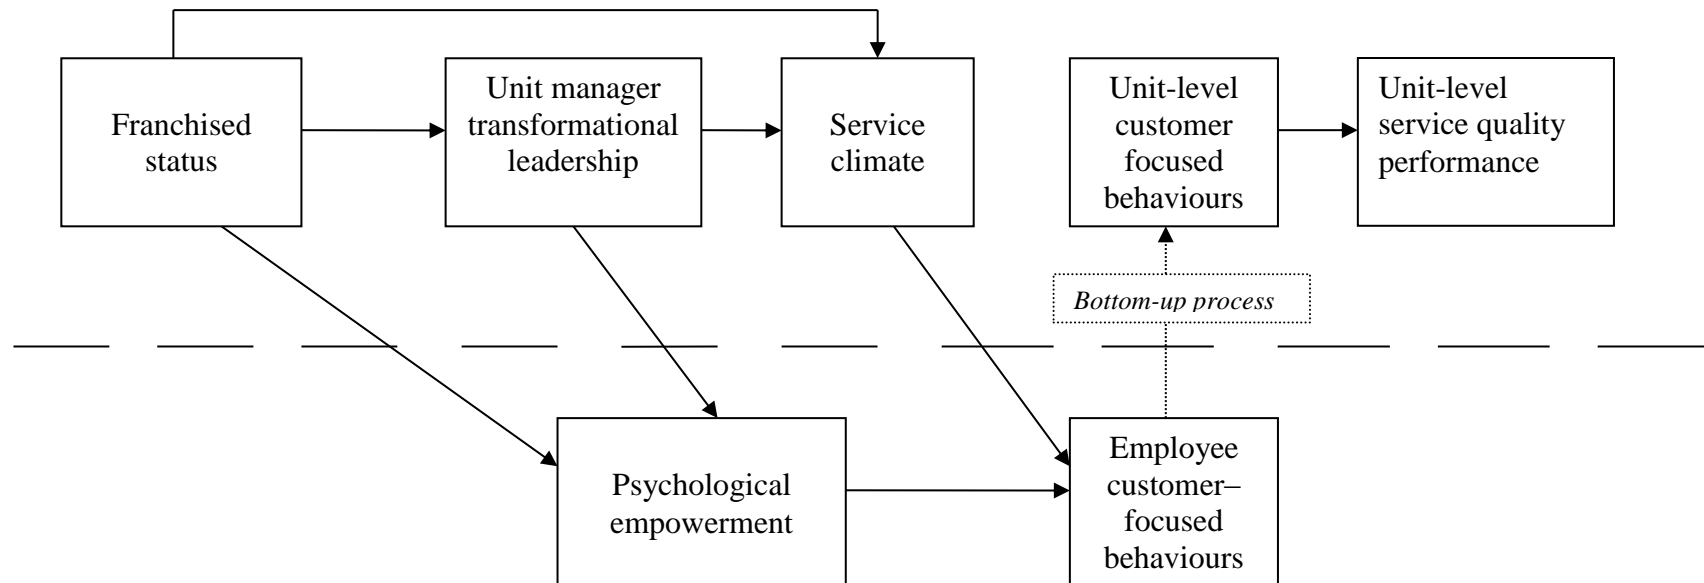 Franchised
status
Unit manager
transformational
leadership
Service
climate
Unit-level
customer
focused
behaviours
Unit-level
service quality
performance
Bottom-up process
Psychological
empowerment
Employee
customer–
focused
behaviours